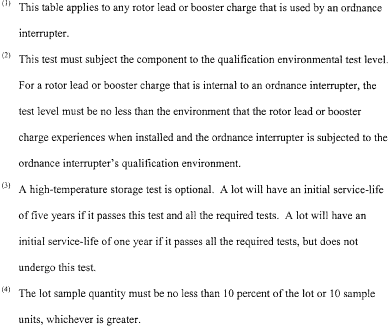 (1) This table applies to any rotor lead or booster charge that is used by an ordnance
interrupter.
(2) This test must subject the component to the qualification environmental test level.
For a rotor lead or booster charge that is internal to an ordnance interrupter, the
test level must be no less than the environment that the rotor lead or booster
charge experiences when installed and the ordnance interrupter is subjected to the
ordnance interrupter's qualification environment.
(3) A high-temperature storage test is optional. A lot will have an initial service-life
of five years if it passes this test and all the required tests. A lot will have an
initial service-life of one year if it passes all the required tests, but does not
undergo this test.
(4) The lot sample quantity must be no less than 10 percent of the lot or 10 sample
units, whichever is greater.